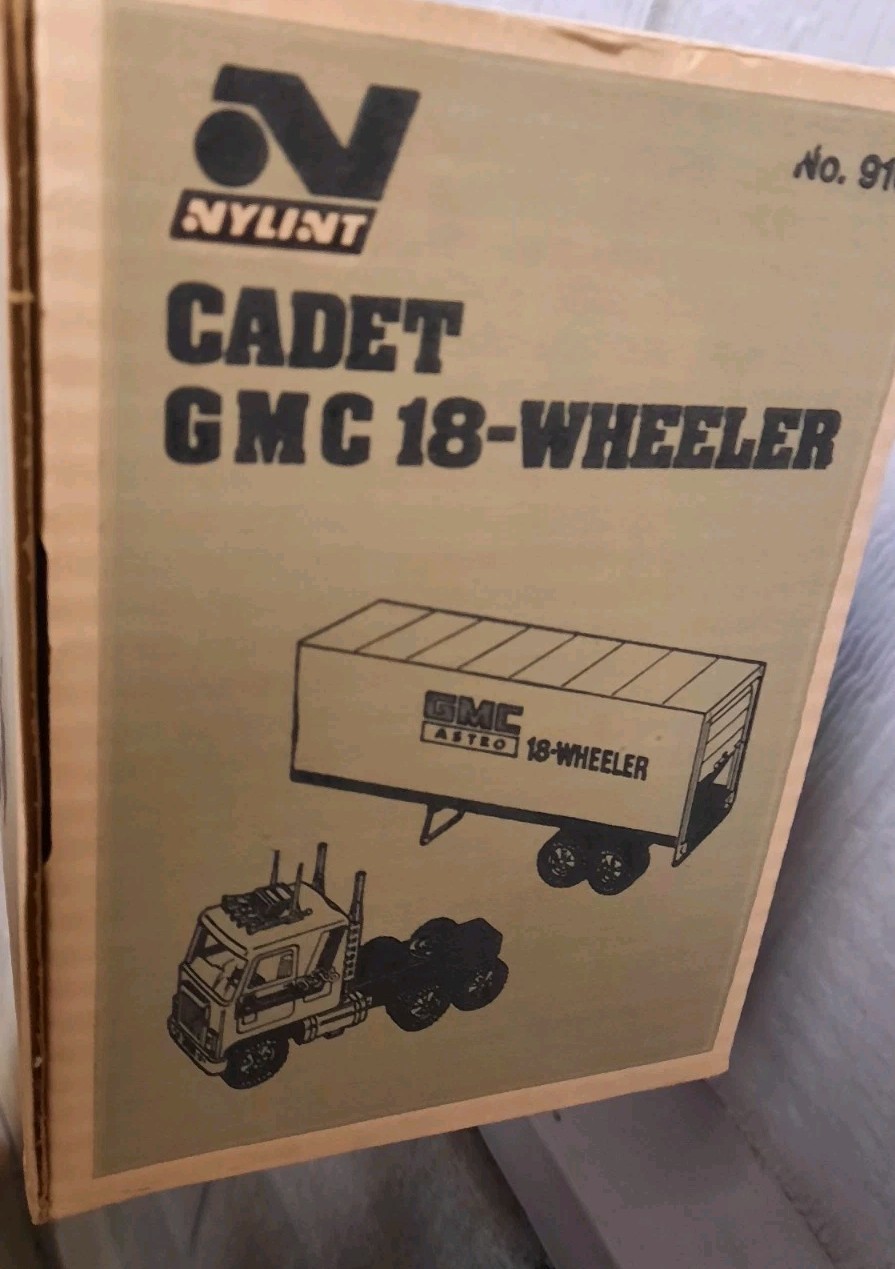 No. 91
NYLINT
CADET
GMC 18-WHEELER
GMC
ASTRO 18-WHEELER